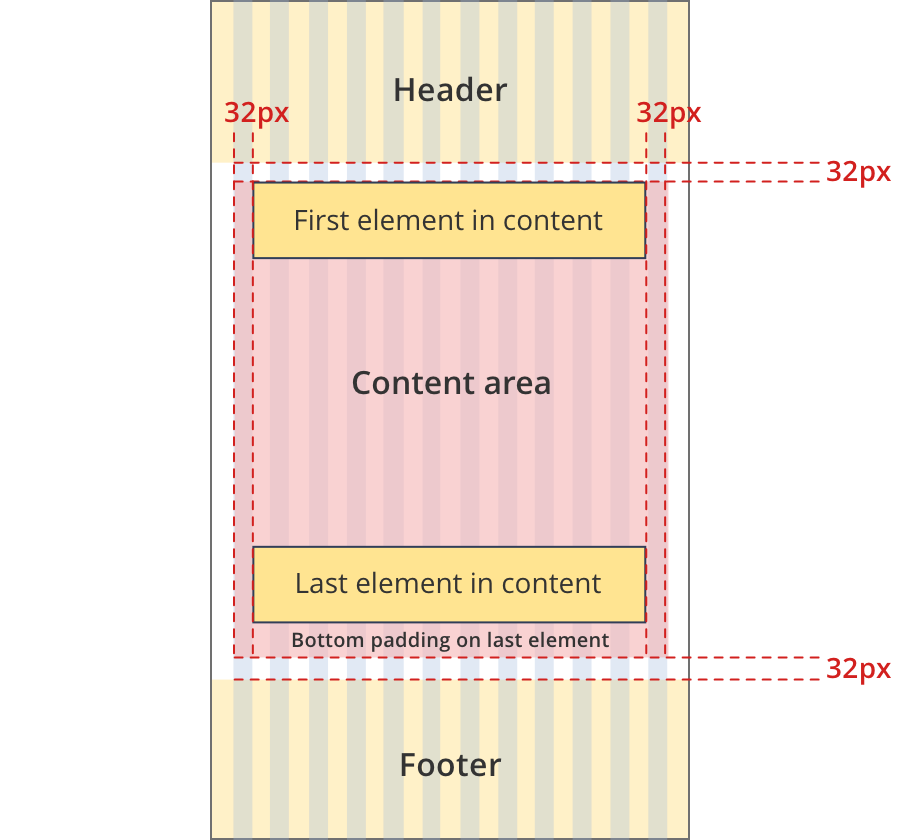 Header
32px
32px
32px
First element in content
Content area
Last element in content
Bottom padding on last element
32px
Footer